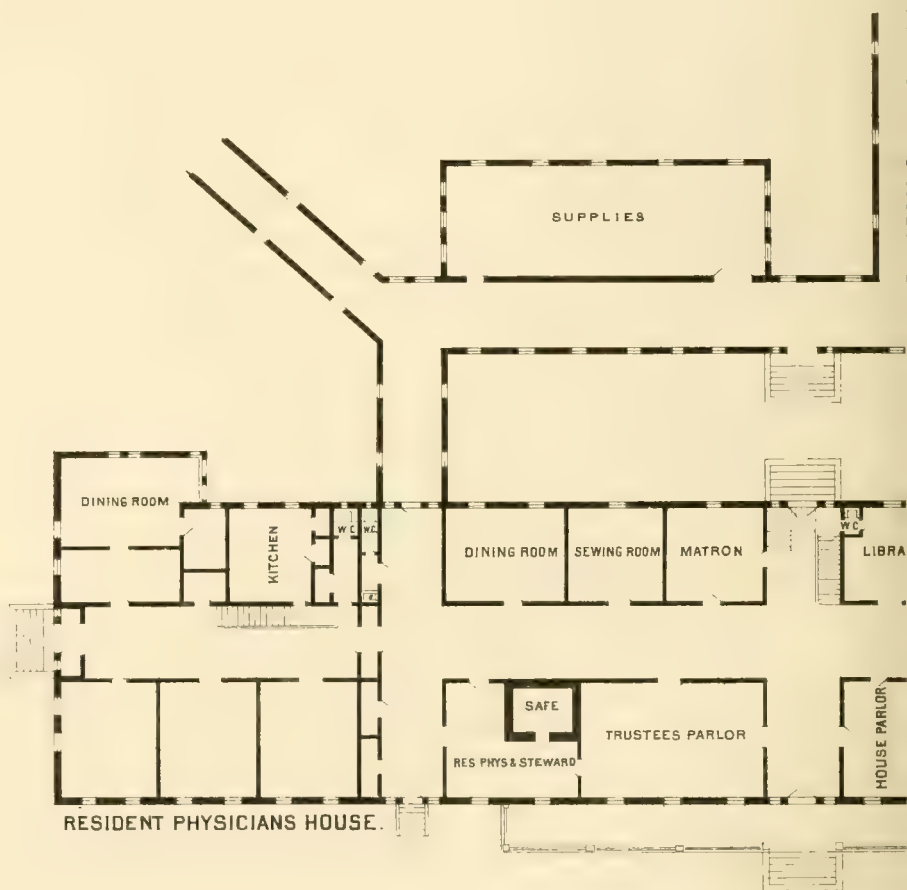 SUPPLIES
DINING ROOM
KITCHEN
W.C.
W.C.
DINING ROOM
SEWING ROOM
MATRON
W.C.
LIBRA
SAFE
TRUSTEES PARLOR
RES PHYS & STEWARD
HOUSE PARLOR
RESIDENT PHYSICIANS HOUSE.